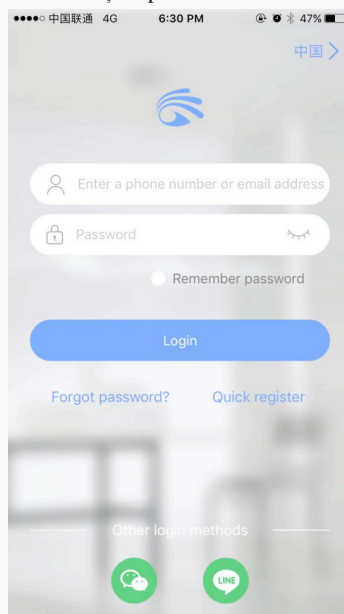 中国联通 4G 6:30 PM 47%
中国
Enter a phone number or email address
Password
Remember password
Login
Forgot password? Quick register
Other login methods
LINE